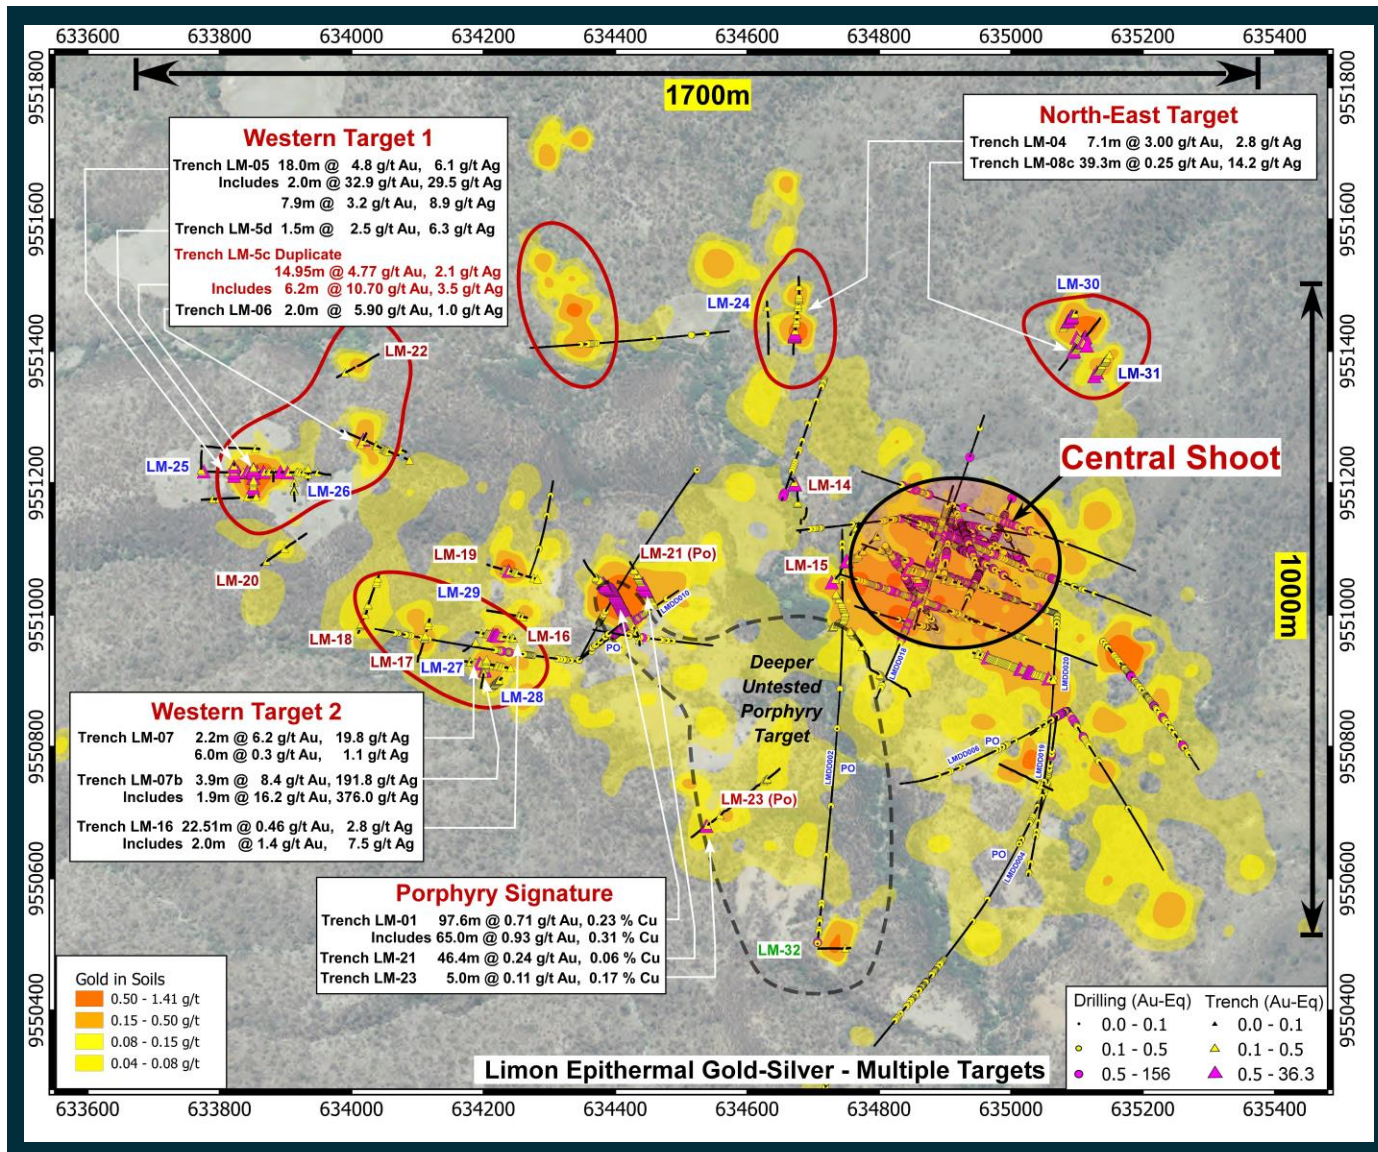 633600 633800 634000 634200 634400 634600 634800 635000 635200 635400
9551800
9551600
9551400
9551200
9551000
9550800
9550600
9550400
1700m
Western Target 1
Trench LM-05 18.0m @ 4.8 g/t Au, 6.1 g/t Ag
Includes 2.0m @ 32.9 g/t Au, 29.5 g/t Ag
7.9m @ 3.2 g/t Au, 8.9 g/t Ag
Trench LM-5d 1.5m @ 2.5 g/t Au, 6.3 g/t Ag
Trench LM-5c Duplicate
14.95m @ 4.77 g/t Au, 2.1 g/t Ag
Includes 6.2m @ 10.70 g/t Au, 3.5 g/t Ag
Trench LM-06 2.0m @ 5.90 g/t Au, 1.0 g/t Ag
North-East Target
Trench LM-04 7.1m @ 3.00 g/t Au, 2.8 g/t Ag
Trench LM-08c 39.3m @ 0.25 g/t Au, 14.2 g/t Ag
LM-24
LM-30
LM-31
LM-22
LM-25
LM-26
LM-20
Central Shoot
LM-14
LM-15
LM-19
LM-21 (Po)
LM-29
LMDD010
LM-18
LM-16
LM-17
LM-27
LM-28
PO
Deeper
Untested
Porphyry
Target
LMDD018
LMDD020
LMDD002
PO
LMDD006
PO
LMDD019
PO
LMDD004
LM-23 (Po)
LM-32
1000m
Western Target 2
Trench LM-07 2.2m @ 6.2 g/t Au, 19.8 g/t Ag
6.0m @ 0.3 g/t Au, 1.1 g/t Ag
Trench LM-07b 3.9m @ 8.4 g/t Au, 191.8 g/t Ag
Includes 1.9m @ 16.2 g/t Au, 376.0 g/t Ag
Trench LM-16 22.51m @ 0.46 g/t Au, 2.8 g/t Ag
Includes 2.0m @ 1.4 g/t Au, 7.5 g/t Ag
Porphyry Signature
Trench LM-01 97.6m @ 0.71 g/t Au, 0.23 % Cu
Includes 65.0m @ 0.93 g/t Au, 0.31 % Cu
Trench LM-21 46.4m @ 0.24 g/t Au, 0.06 % Cu
Trench LM-23 5.0m @ 0.11 g/t Au, 0.17 % Cu
Gold in Soils
0.50 - 1.41 g/t
0.15 - 0.50 g/t
0.08 - 0.15 g/t
0.04 - 0.08 g/t
Drilling (Au-Eq) Trench (Au-Eq)
0.0 - 0.1 0.0 - 0.1
0.1 - 0.5 0.1 - 0.5
0.5 - 156 0.5 - 36.3
Limon Epithermal Gold-Silver - Multiple Targets
9551800
9551600
9551400
9551200
9551000
9550800
9550600
9550400
633600 633800 634000 634200 634400 634600 634800 635000 635200 635400